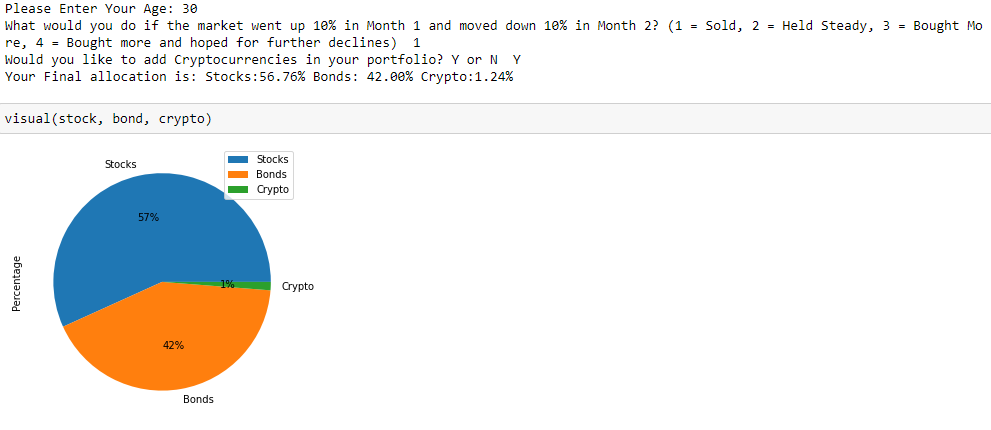 Please Enter Your Age: 30
What would you do if the market went up 10% in Month 1 and moved down 10% in Month 2? (1 = Sold, 2 = Held Steady, 3 = Bought Mo
re, 4 = Bought more and hoped for further declines)  1
Would you like to add Cryptocurrencies in your portfolio? Y or N  Y
Your Final allocation is: Stocks:56.76% Bonds: 42.00% Crypto:1.24%
visual(stock, bond, crypto)
Stocks
Stocks
Bonds
Crypto
57%
Percentage
1%
Crypto
42%
Bonds